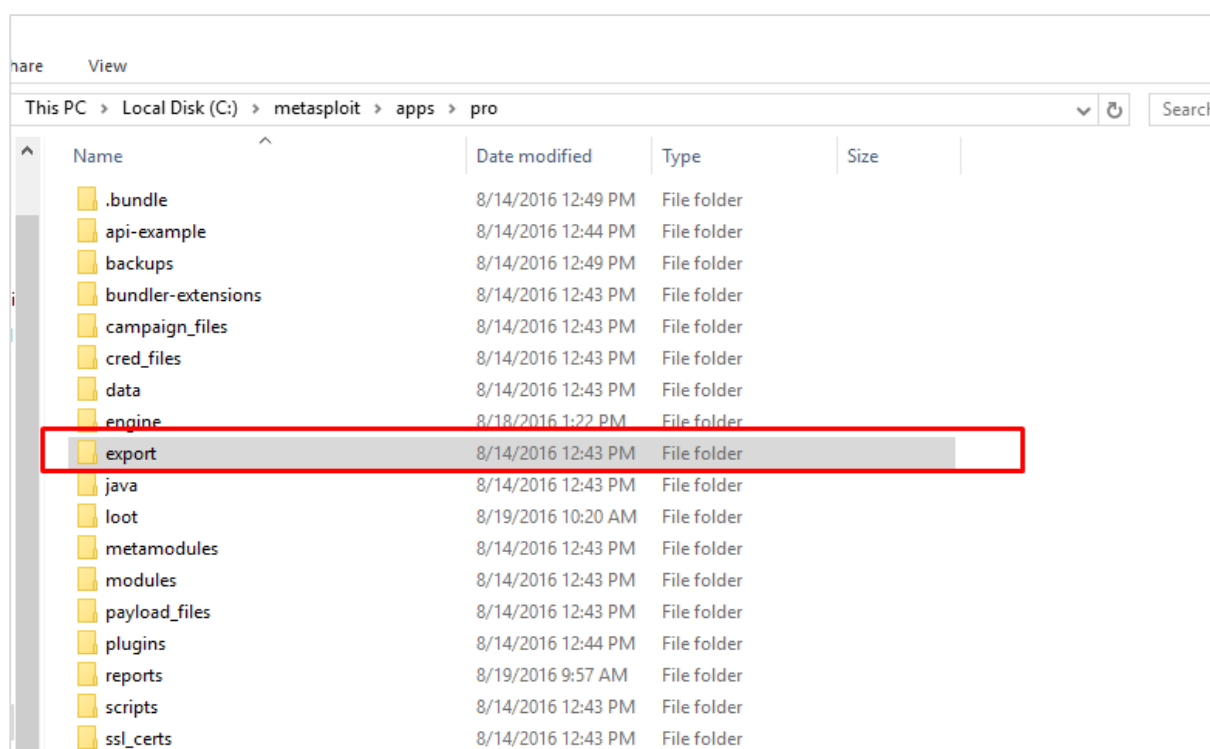 hare View
This PC > Local Disk (C:) > metasploit > apps > pro Search
Name Date modified Type Size
.bundle 8/14/2016 12:49 PM File folder
api-example 8/14/2016 12:44 PM File folder
backups 8/14/2016 12:49 PM File folder
bundler-extensions 8/14/2016 12:43 PM File folder
campaign_files 8/14/2016 12:43 PM File folder
cred_files 8/14/2016 12:43 PM File folder
data 8/14/2016 12:43 PM File folder
engine 8/18/2016 1:22 PM File folder
export 8/14/2016 12:43 PM File folder
java 8/14/2016 12:43 PM File folder
loot 8/19/2016 10:20 AM File folder
metamodules 8/14/2016 12:43 PM File folder
modules 8/14/2016 12:43 PM File folder
payload_files 8/14/2016 12:43 PM File folder
plugins 8/14/2016 12:44 PM File folder
reports 8/19/2016 9:57 AM File folder
scripts 8/14/2016 12:43 PM File folder
ssl_certs 8/14/2016 12:43 PM File folder